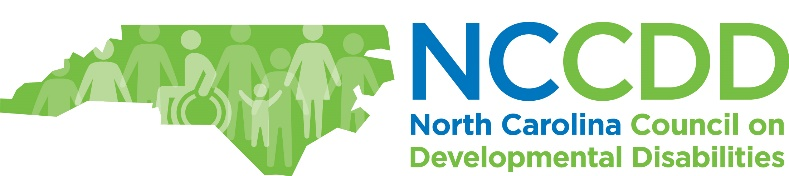 NCCDD
North Carolina Council on
Developmental Disabilities